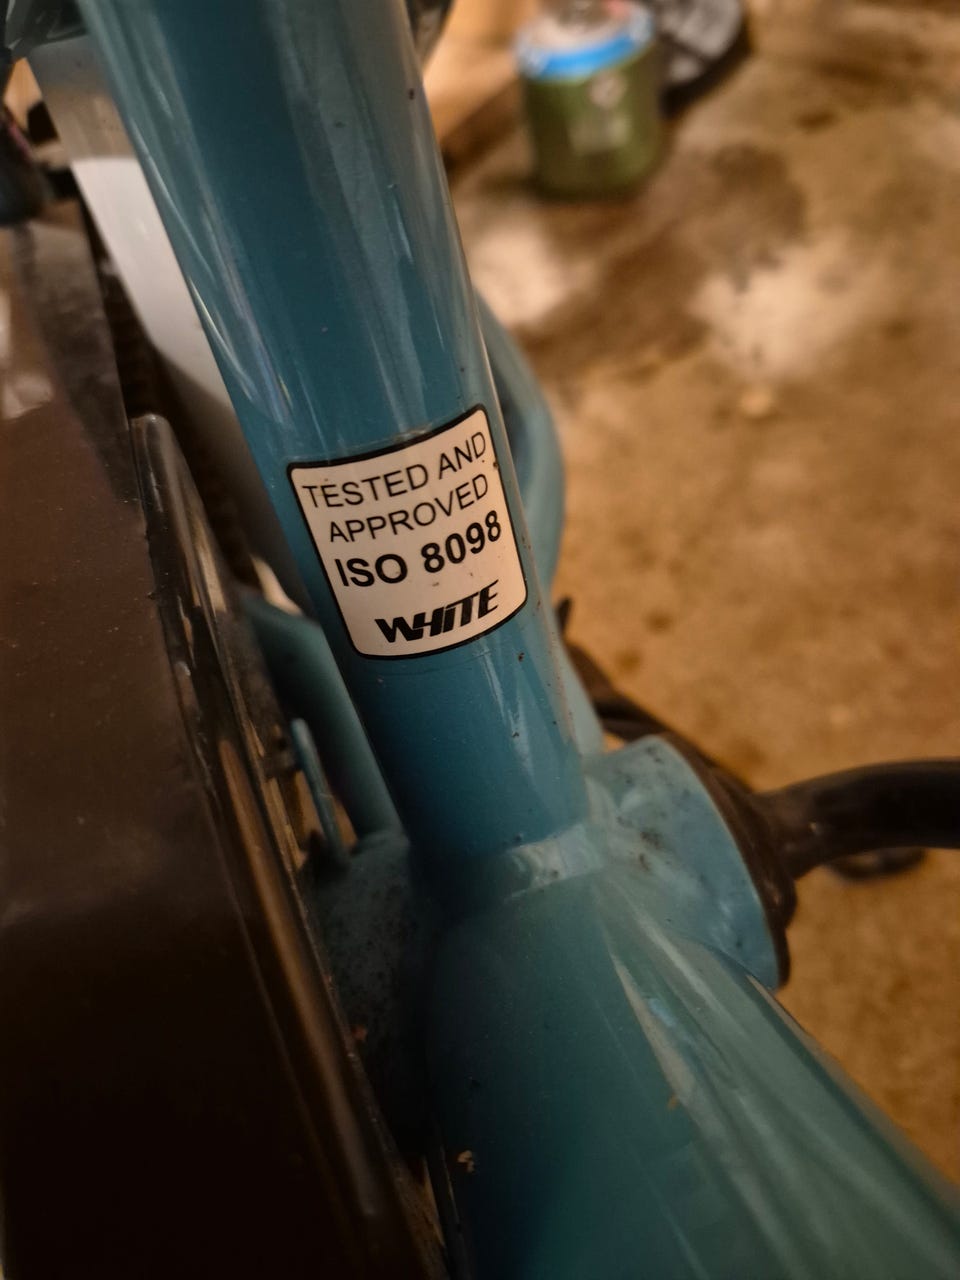 TESTED AND
APPROVED
ISO 8098
WHITE